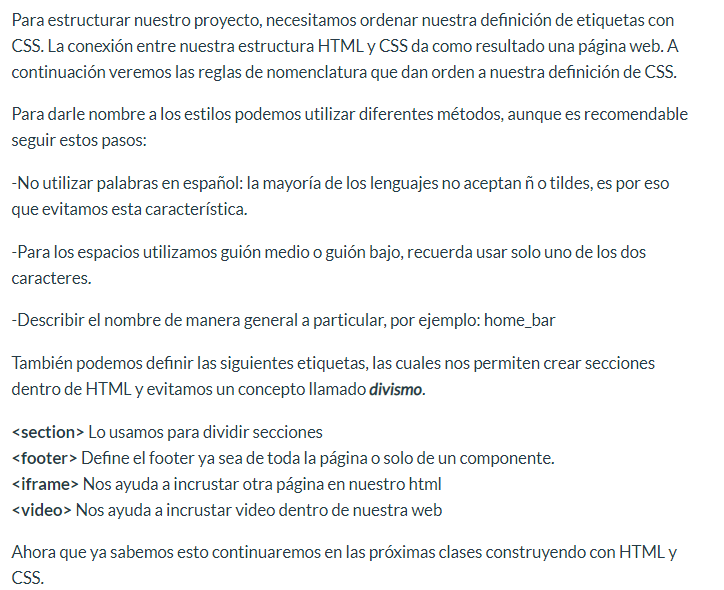 Para estructurar nuestro proyecto, necesitamos ordenar nuestra definición de etiquetas con
CSS. La conexión entre nuestra estructura HTML y CSS da como resultado una página web. A
continuación veremos las reglas de nomenclatura que dan orden a nuestra definición de CSS.
Para darle nombre a los estilos podemos utilizar diferentes métodos, aunque es recomendable
seguir estos pasos:
-No utilizar palabras en español: la mayoría de los lenguajes no aceptan ñ o tildes, es por eso
que evitamos esta característica.
-Para los espacios utilizamos guión medio o guión bajo, recuerda usar solo uno de los dos
caracteres.
-Describir el nombre de manera general a particular, por ejemplo: home_bar
También podemos definir las siguientes etiquetas, las cuales nos permiten crear secciones
dentro de HTML y evitamos un concepto llamado divismo.
<section> Lo usamos para dividir secciones
<footer> Define el footer ya sea de toda la página o solo de un componente.
<iframe> Nos ayuda a incrustar otra página en nuestro html
<video> Nos ayuda a incrustar video dentro de nuestra web
Ahora que ya sabemos esto continuaremos en las próximas clases construyendo con HTML y
CSS.